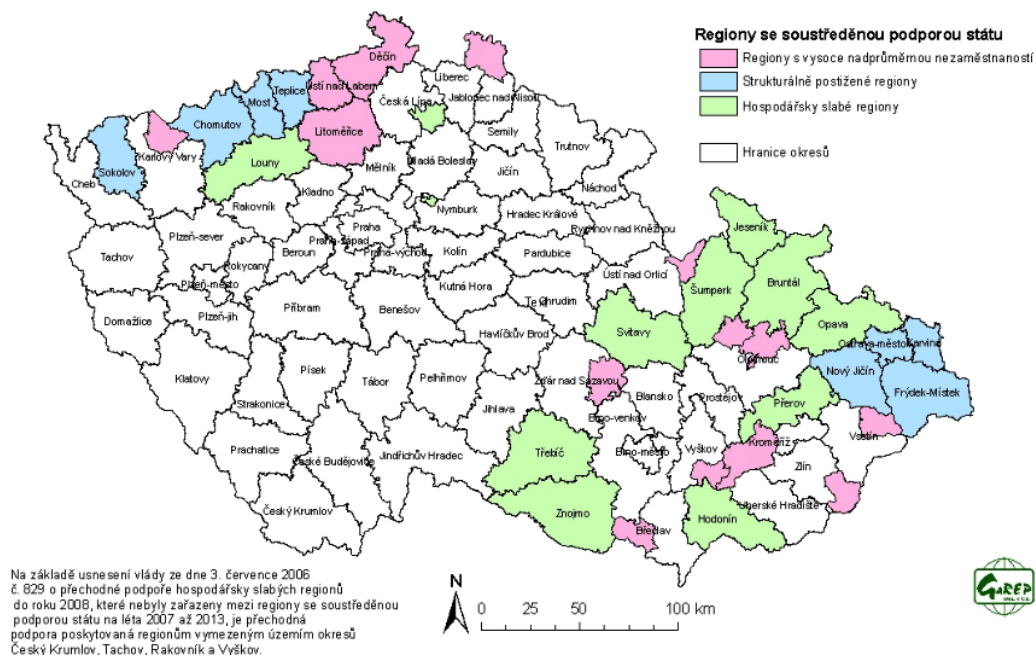 Regiony se soustředěnou podporou státu
Regiony s vysoce nadprůměrnou nezaměstnaností
Strukturálně postižené regiony
Hospodářsky slabé regiony
Hranice okresů
Děčín
Liberec
Ústí nad Labem
Teplice
Most
Česká Lípa
Jablonec nad Nisou
Chomutov
Litoměřice
Semily
Trutnov
Karlovy Vary
Sokolov
Cheb
Louny
Mělník
Mladá Boleslav
Jičín
Náchod
Kladno
Rakovník
Nymburk
Hradec Králové
Rychnov nad Kněžnou
Jeseník
Praha
Praha-západ
Praha-východ
Kolín
Pardubice
Plzeň-sever
Rokycany
Beroun
Tachov
Plzeň-město
Kutná Hora
Ústí nad Orlicí
Šumperk
Bruntál
Domažlice
Plzeň-jih
Příbram
Benešov
Chrudim
Havlíčkův Brod
Svitavy
Opava
Ostrava-město
Karviná
Olomouc
Nový Jičín
Frýdek-Místek
Klatovy
Písek
Tábor
Pelhřimov
Žďár nad Sázavou
Blansko
Prostějov
Přerov
Strakonice
Jihlava
Brno-venkov
Brno-město
Vyškov
Kroměříž
Vsetín
Zlín
Prachatice
České Budějovice
Jindřichův Hradec
Třebíč
Znojmo
Český Krumlov
Břeclav
Hodonín
Uherské Hradiště
Na základě usnesení vlády ze dne 3. července 2006
č. 829 o přechodné podpoře hospodářsky slabých regionů
do roku 2008, které nebyly zařazeny mezi regiony se soustředěnou
podporou státu na léta 2007 až 2013, je přechodná
podpora poskytovaná regionům vymezeným územím okresů
Český Krumlov, Tachov, Rakovník a Vyškov.
N
0 25 50 100 km
GaREP